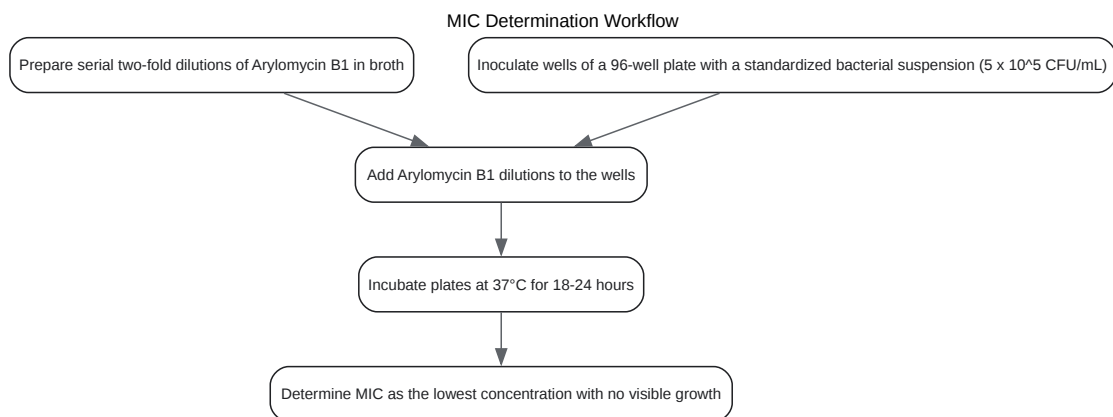 MIC Determination Workflow
Prepare serial two-fold dilutions of Arylomycin B1 in broth
Inoculate wells of a 96-well plate with a standardized bacterial suspension (5 x 10^5 CFU/mL)
Add Arylomycin B1 dilutions to the wells
Incubate plates at 37°C for 18-24 hours
Determine MIC as the lowest concentration with no visible growth